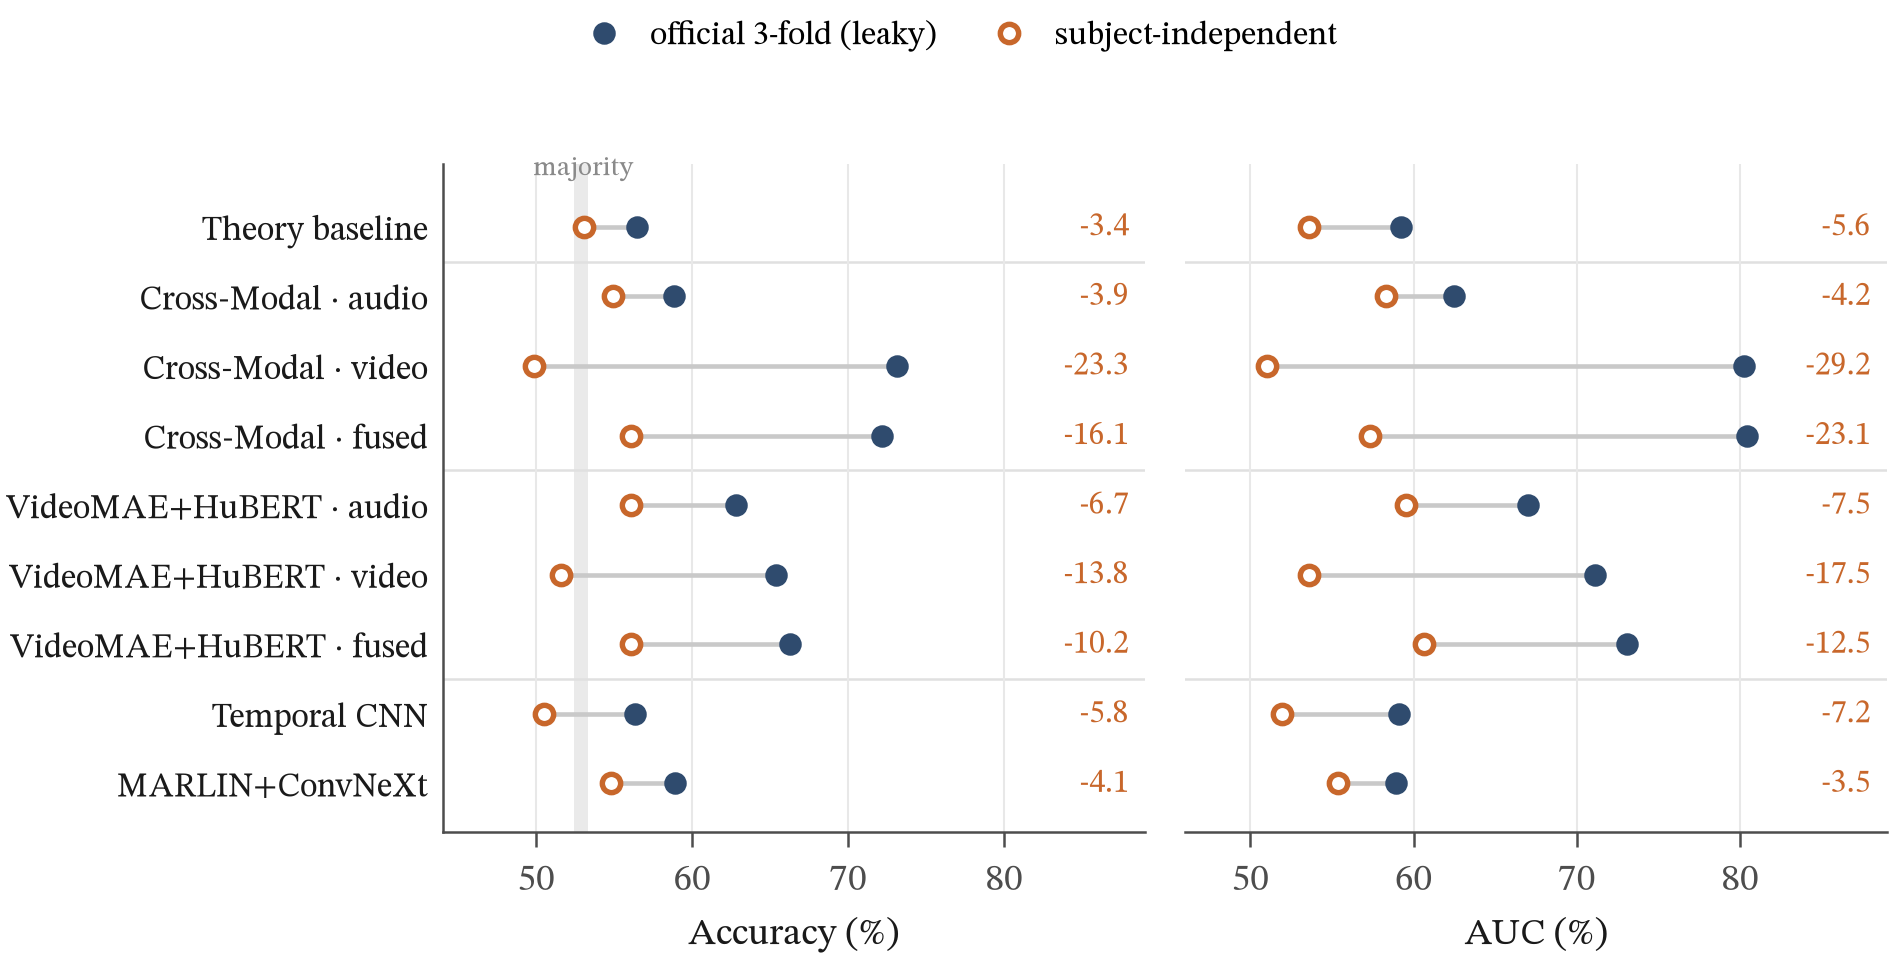 official 3-fold (leaky) subject-independent
majority
Theory baseline -3.4 -5.6
Cross-Modal · audio -3.9 -4.2
Cross-Modal · video -23.3 -29.2
Cross-Modal · fused -16.1 -23.1
VideoMAE+HuBERT · audio -6.7 -7.5
VideoMAE+HuBERT · video -13.8 -17.5
VideoMAE+HuBERT · fused -10.2 -12.5
Temporal CNN -5.8 -7.2
MARLIN+ConvNeXt -4.1 -3.5
50 60 70 80 50 60 70 80
Accuracy (%) AUC (%)